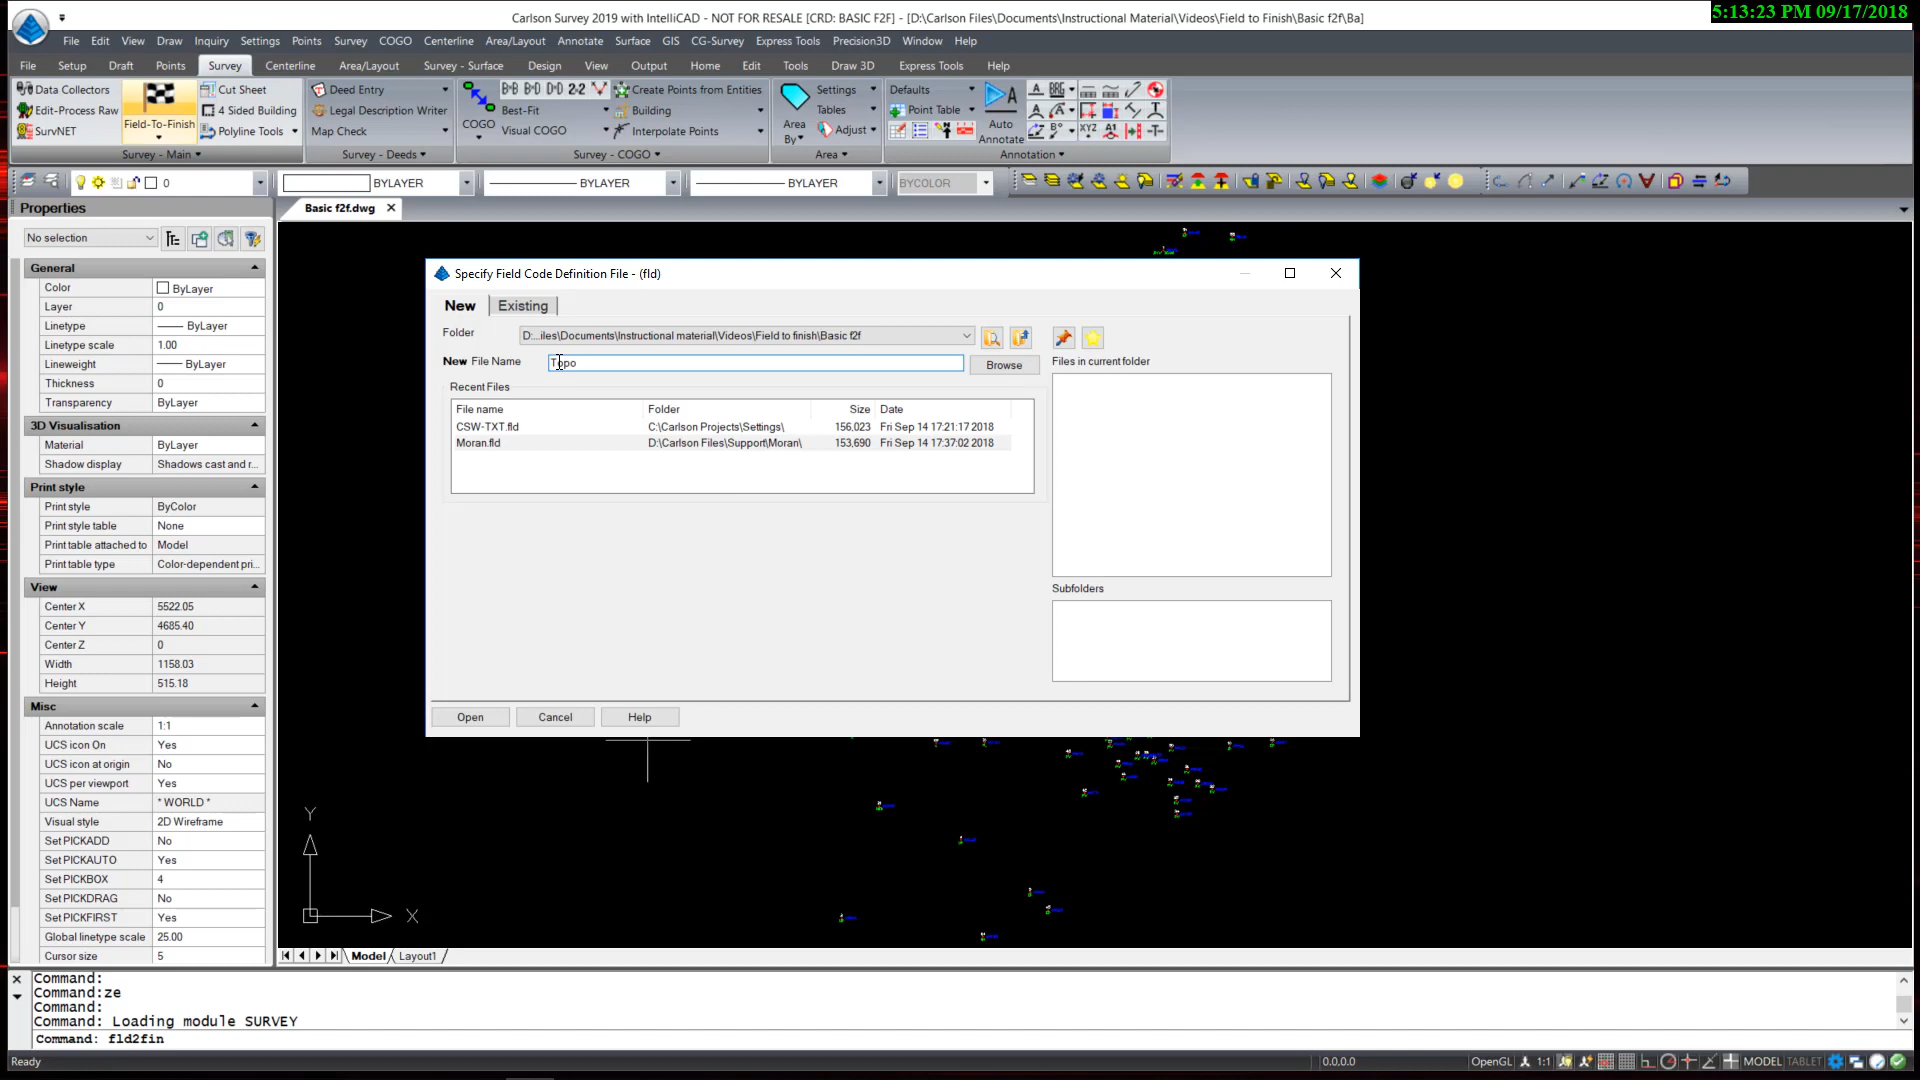 Carlson Survey 2019 with IntelliCAD - NOT FOR RESALE [CRD: BASIC F2F] - [D:\Carlson Files\Documents\Instructional Material\Videos\Field to Finish\Basic f2f\Ba]
5:13:23 PM 09/17/2018
File Edit View Draw Inquiry Settings Points Survey COGO Centerline Area/Layout Annotate Surface GIS CG-Survey Express Tools Precision3D Window Help
File Setup Draft Points Survey Centerline Area/Layout Survey - Surface Design View Output Home Edit Tools Draw 3D Express Tools Help
Data Collectors
Edit-Process Raw
SurvNET
Field-To-Finish
Cut Sheet
4 Sided Building
Polyline Tools
Survey - Main
Deed Entry
Legal Description Writer
Map Check
Survey - Deeds
COGO
Best-Fit
Visual COGO
Create Points from Entities
Building
Interpolate Points
Survey - COGO
Area By
Settings
Tables
Adjust
Area
Defaults
Point Table
Auto Annotate
Annotation
0
BYLAYER
BYLAYER
BYLAYER
BYCOLOR
Properties
Basic f2f.dwg
No selection
General
Color ByLayer
Layer 0
Linetype ByLayer
Linetype scale 1.00
Lineweight ByLayer
Thickness 0
Transparency ByLayer
3D Visualisation
Material ByLayer
Shadow display Shadows cast and r...
Print style
Print style ByColor
Print style table None
Print table attached to Model
Print table type Color-dependent pri...
View
Center X 5522.05
Center Y 4685.40
Center Z 0
Width 1158.03
Height 515.18
Misc
Annotation scale 1:1
UCS icon On Yes
UCS icon at origin No
UCS per viewport Yes
UCS Name * WORLD *
Visual style 2D Wireframe
Set PICKADD No
Set PICKAUTO Yes
Set PICKBOX 4
Set PICKDRAG No
Set PICKFIRST Yes
Global linetype scale 25.00
Cursor size 5
Specify Field Code Definition File - (fld)
New Existing
Folder D:...iles\Documents\Instructional material\Videos\Field to finish\Basic f2f
New File Name Topo Browse
Recent Files
File name Folder Size Date
CSW-TXT.fld C:\Carlson Projects\Settings\ 156,023 Fri Sep 14 17:21:17 2018
Moran.fld D:\Carlson Files\Support\Moran\ 153,690 Fri Sep 14 17:37:02 2018
Files in current folder
Subfolders
Open Cancel Help
Y
X
Model Layout1
Command:
Command:ze
Command:
Command: Loading module SURVEY
Command: fld2fin
Ready
0,0,0.0
OpenGL
1:1
MODEL TABLET